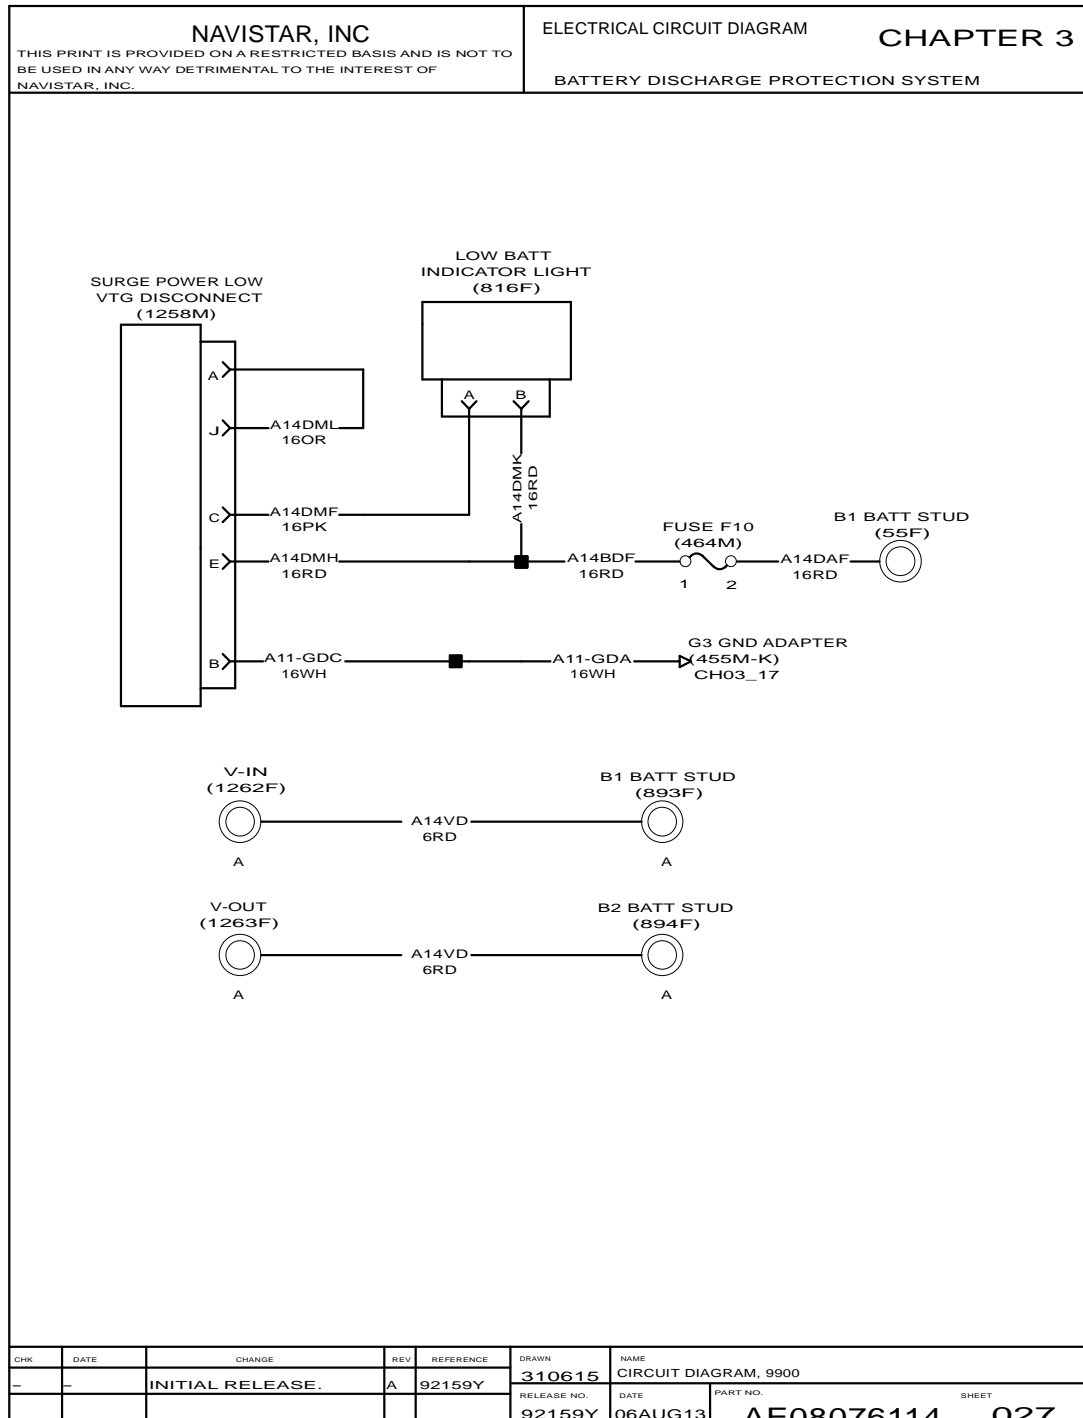 NAVISTAR, INC
THIS PRINT IS PROVIDED ON A RESTRICTED BASIS AND IS NOT TO
BE USED IN ANY WAY DETRIMENTAL TO THE INTEREST OF
NAVISTAR, INC.
ELECTRICAL CIRCUIT DIAGRAM
CHAPTER 3
BATTERY DISCHARGE PROTECTION SYSTEM
LOW BATT
INDICATOR LIGHT
(816F)
SURGE POWER LOW
VTG DISCONNECT
(1258M)
A
A
B
J
A14DML
16OR
A14DMK
16RD
C
A14DMF
16PK
FUSE F10
(464M)
B1 BATT STUD
(55F)
E
A14DMH
16RD
A14BDF
16RD
1
2
A14DAF
16RD
G3 GND ADAPTER
(455M-K)
CH03_17
B
A11-GDC
16WH
A11-GDA
16WH
V-IN
(1262F)
B1 BATT STUD
(893F)
A14VD
6RD
A
A
V-OUT
(1263F)
B2 BATT STUD
(894F)
A14VD
6RD
A
A
CHK
DATE
CHANGE
REV
REFERENCE
DRAWN
NAME
–
–
INITIAL RELEASE.
A
92159Y
310615
CIRCUIT DIAGRAM, 9900
RELEASE NO.
DATE
PART NO.
SHEET
92159Y
06AUG13
AE08076114
027